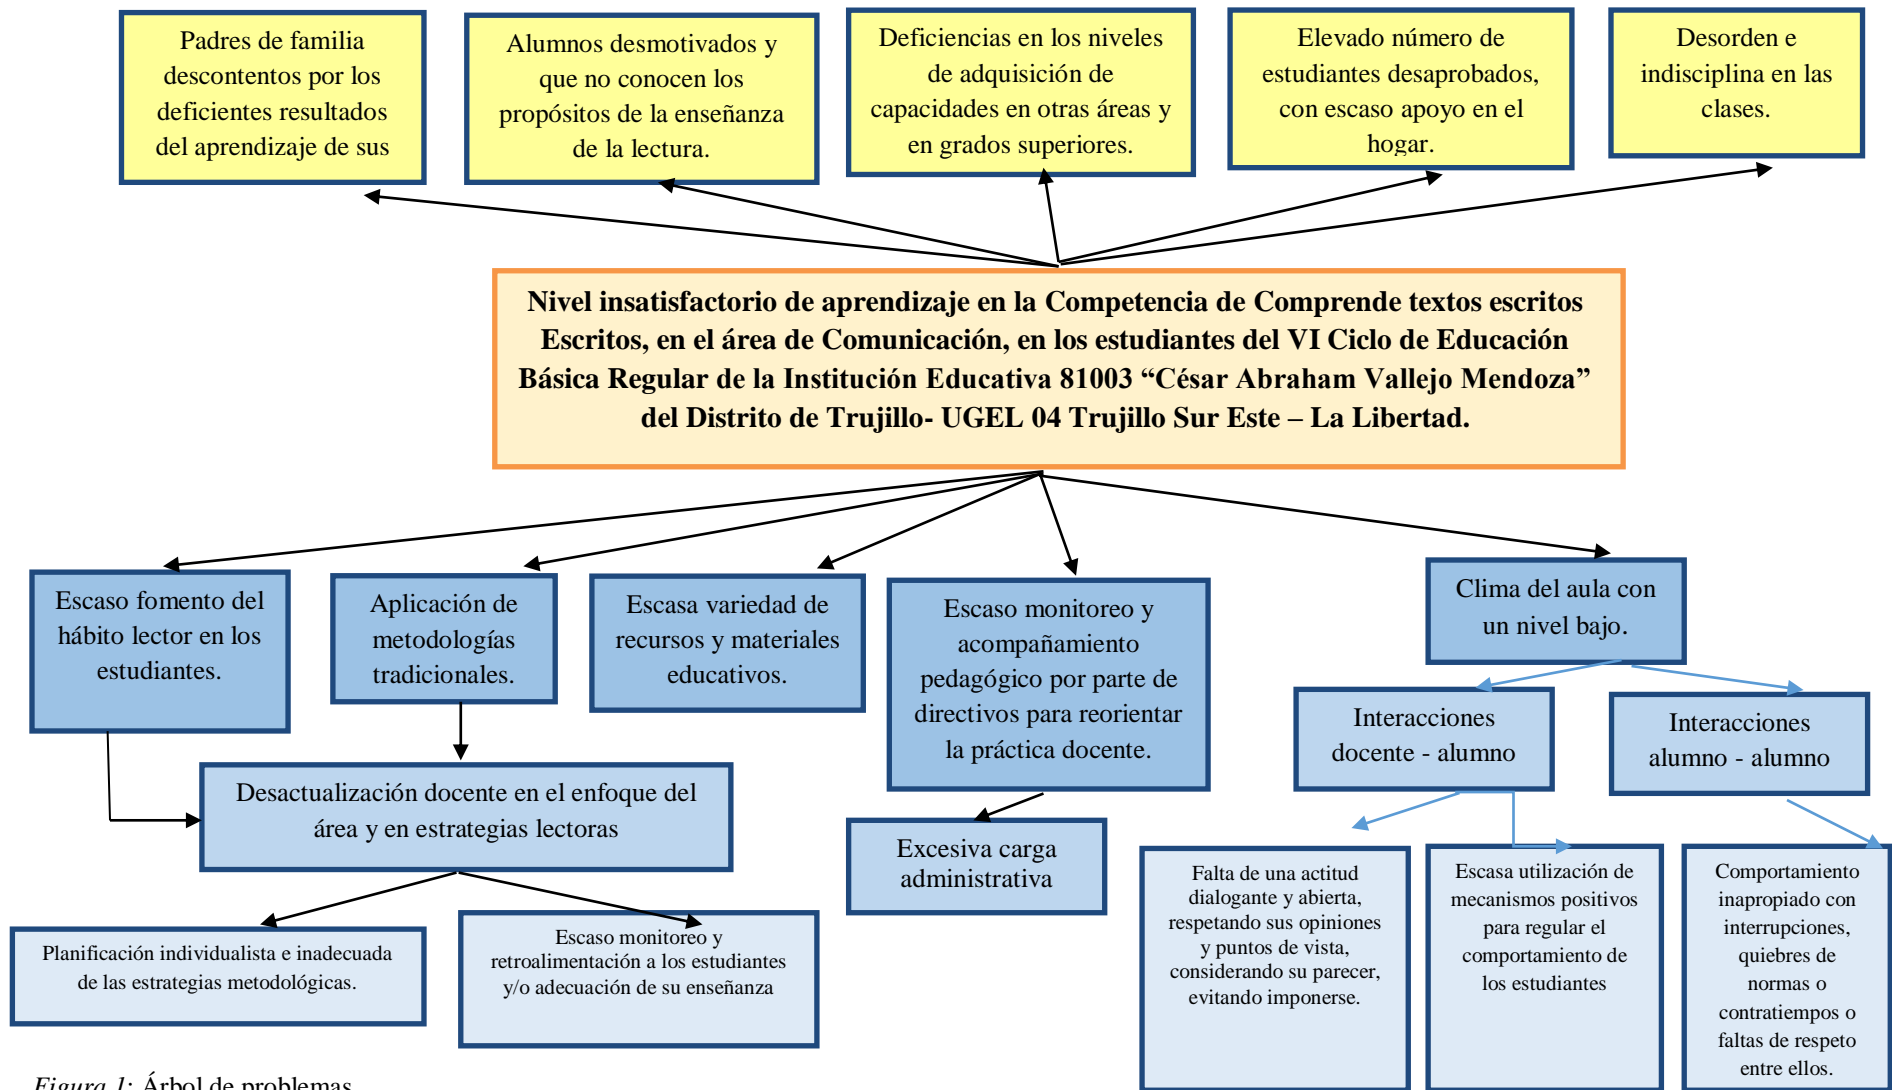 Padres de familia
descontentos por los
deficientes resultados
del aprendizaje de sus
Alumnos desmotivados y
que no conocen los
propósitos de la enseñanza
de la lectura.
Deficiencias en los niveles
de adquisición de
capacidades en otras áreas y
en grados superiores.
Elevado número de
estudiantes desaprobados,
con escaso apoyo en el
hogar.
Desorden e
indisciplina en las
clases.
Nivel insatisfactorio de aprendizaje en la Competencia de Comprende textos escritos
Escritos, en el área de Comunicación, en los estudiantes del VI Ciclo de Educación
Básica Regular de la Institución Educativa 81003 “César Abraham Vallejo Mendoza”
del Distrito de Trujillo- UGEL 04 Trujillo Sur Este – La Libertad.
Escaso fomento del
hábito lector en los
estudiantes.
Aplicación de
metodologías
tradicionales.
Escasa variedad de
recursos y materiales
educativos.
Escaso monitoreo y
acompañamiento
pedagógico por parte de
directivos para reorientar
la práctica docente.
Clima del aula con
un nivel bajo.
Interacciones
docente - alumno
Interacciones
alumno - alumno
Desactualización docente en el enfoque del
área y en estrategias lectoras
Excesiva carga
administrativa
Planificación individualista e inadecuada
de las estrategias metodológicas.
Escaso monitoreo y
retroalimentación a los estudiantes
y/o adecuación de su enseñanza
Falta de una actitud
dialogante y abierta,
respetando sus opiniones
y puntos de vista,
considerando su parecer,
evitando imponerse.
Escasa utilización de
mecanismos positivos
para regular el
comportamiento de
los estudiantes
Comportamiento
inapropiado con
interrupciones,
quiebres de
normas o
contratiempos o
faltas de respeto
entre ellos.
Figura 1: Árbol de problemas